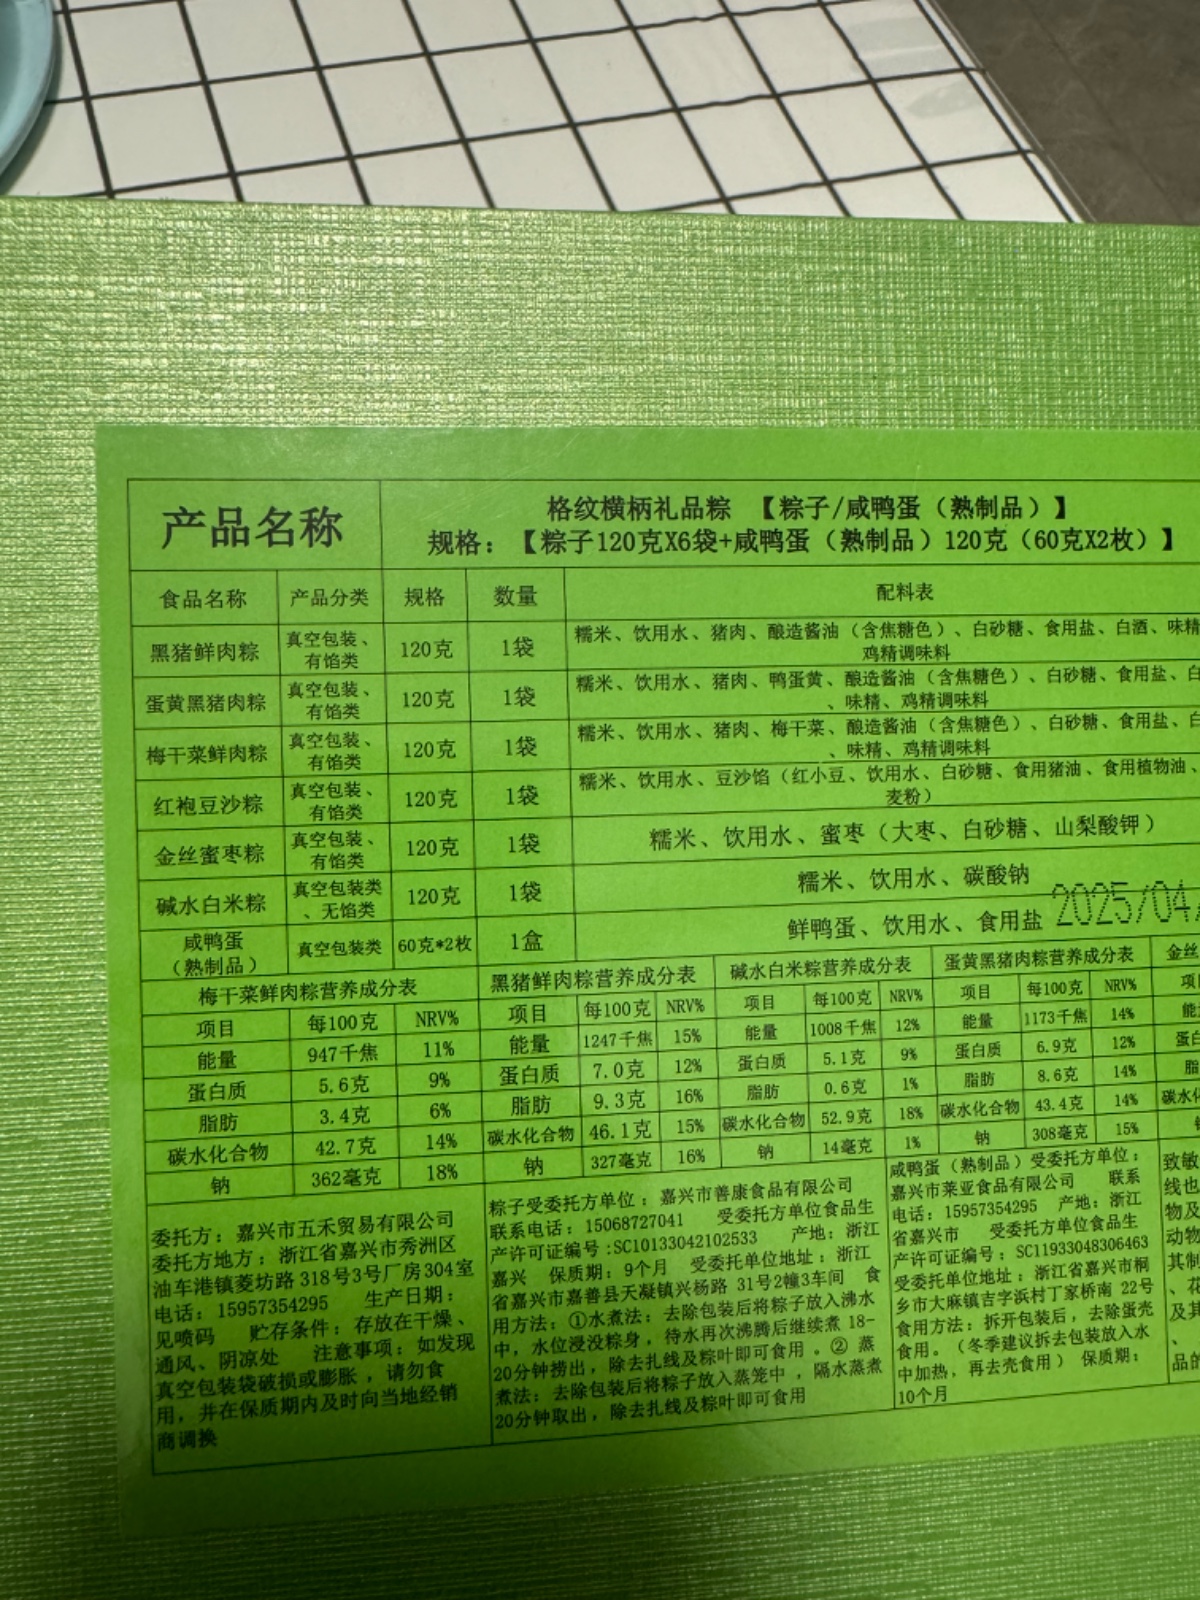 产品名称
格纹横柄礼品粽 【粽子/咸鸭蛋（熟制品）】
规格：【粽子120克X6袋+咸鸭蛋（熟制品）120克（60克X2枚）】
食品名称 产品分类 规格 数量 配料表
黑猪鲜肉粽 真空包装、有馅类 120克 1袋 糯米、饮用水、猪肉、酿造酱油（含焦糖色）、白砂糖、食用盐、白酒、味精
鸡精调味料
蛋黄黑猪肉粽 真空包装、有馅类 120克 1袋 糯米、饮用水、猪肉、鸭蛋黄、酿造酱油（含焦糖色）、白砂糖、食用盐、白
、味精、鸡精调味料
梅干菜鲜肉粽 真空包装、有馅类 120克 1袋 糯米、饮用水、猪肉、梅干菜、酿造酱油（含焦糖色）、白砂糖、食用盐、白
、味精、鸡精调味料
红袍豆沙粽 真空包装、有馅类 120克 1袋 糯米、饮用水、豆沙馅（红小豆、饮用水、白砂糖、食用猪油、食用植物油、
麦粉）
金丝蜜枣粽 真空包装、有馅类 120克 1袋 糯米、饮用水、蜜枣（大枣、白砂糖、山梨酸钾）
碱水白米粽 真空包装类、无馅类 120克 1袋 糯米、饮用水、碳酸钠
咸鸭蛋（熟制品） 真空包装类 60克*2枚 1盒 鲜鸭蛋、饮用水、食用盐
2025/04/
梅干菜鲜肉粽营养成分表
项目 每100克 NRV%
能量 947千焦 11%
蛋白质 5.6克 9%
脂肪 3.4克 6%
碳水化合物 42.7克 14%
钠 362毫克 18%
黑猪鲜肉粽营养成分表
项目 每100克 NRV%
能量 1247千焦 15%
蛋白质 7.0克 12%
脂肪 9.3克 16%
碳水化合物 46.1克 15%
钠 327毫克 16%
碱水白米粽营养成分表
项目 每100克 NRV%
能量 1008千焦 12%
蛋白质 5.1克 9%
脂肪 0.6克 1%
碳水化合物 52.9克 18%
钠 14毫克 1%
蛋黄黑猪肉粽营养成分表
项目 每100克 NRV%
能量 1173千焦 14%
蛋白质 6.9克 12%
脂肪 8.6克 14%
碳水化合物 43.4克 14%
钠 308毫克 15%
金丝
项
能
蛋白
脂
碳水化
委托方：嘉兴市五禾贸易有限公司
委托方地方：浙江省嘉兴市秀洲区
油车港镇菱坊路318号3号厂房304室
电话：15957354295 生产日期：
见喷码 贮存条件：存放在干燥、
通风、阴凉处 注意事项：如发现
真空包装袋破损或膨胀，请勿食
用，并在保质期内及时向当地经销
商调换
粽子受委托方单位：嘉兴市善康食品有限公司
联系电话：15068727041 受委托方单位食品生
产许可证编号:SC10133042102533 产地：浙江
嘉兴 保质期：9个月 受委托单位地址：浙江
省嘉兴市嘉善县天凝镇兴杨路 31号2幢3车间 食
用方法：①水煮法：去除包装后将粽子放入沸水
中，水位浸没粽身，待水再次沸腾后继续煮 18-
20分钟捞出，除去扎线及粽叶即可食用 。② 蒸
煮法：去除包装后将粽子放入蒸笼中 ，隔水蒸煮
20分钟取出，除去扎线及粽叶即可食用
咸鸭蛋（熟制品）受委托方单位：
嘉兴市莱亚食品有限公司 联系
电话：15957354295 产地：浙江
省嘉兴市 受委托方单位食品生
产许可证编号：SC11933048306463
受委托单位地址：浙江省嘉兴市桐
乡市大麻镇吉字浜村丁家桥南 22号
食用方法：拆开包装后，去除蛋壳
食用。（冬季建议拆去包装放入水
中加热，再去壳食用） 保质期：
10个月
致敏
线也
物及
动物
其制
、花
及其
、
品的